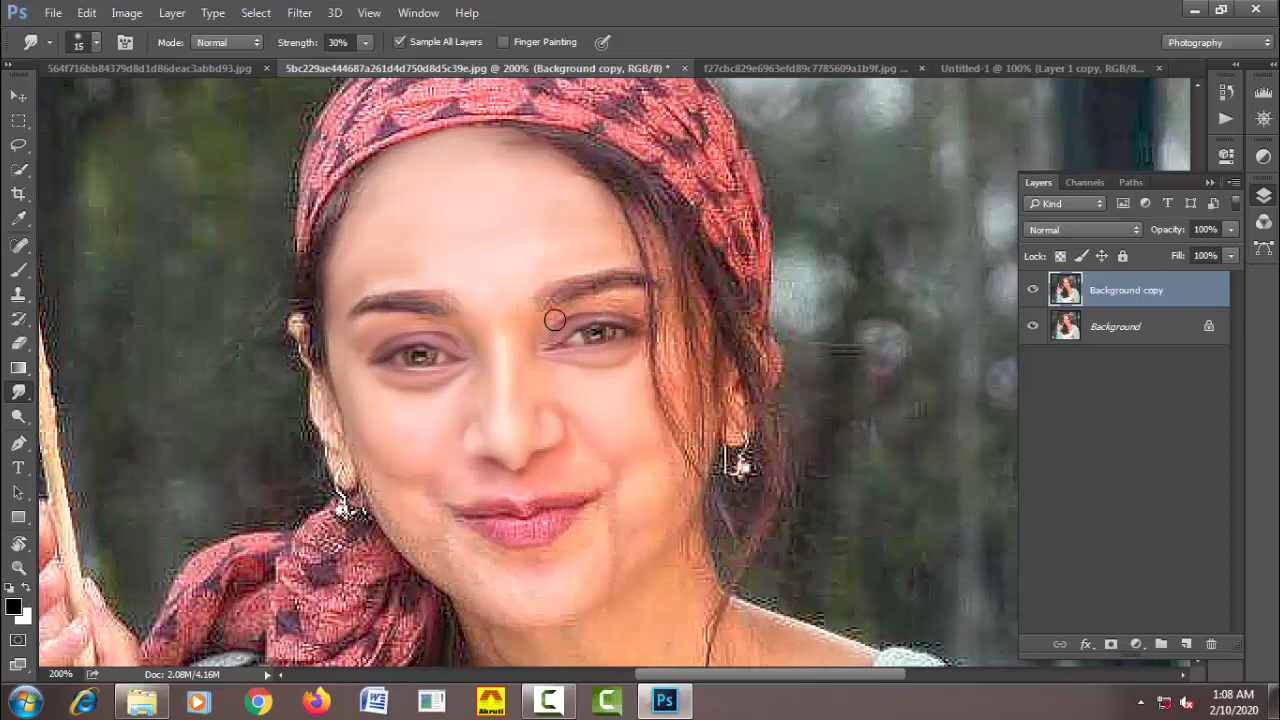 Ps File Edit Image Layer Type Select Filter 3D View Window Help
15 Mode: Normal Strength: 30% Sample All Layers Finger Painting Photography
564f716bb84379d8d1d86deac3abbd93.jpg × 5bc229ae444687a261d4d750d8d5c39e.jpg @ 200% (Background copy, RGB/8) * × f27cbc829e6963efd89c7785609a1b9f.jpg ... × Untitled-1 @ 100% (Layer 1 copy, RGB/8... ×
Layers Channels Paths
Kind
Normal Opacity: 100%
Lock: Fill: 100%
Background copy
Background
fx
200% Doc: 2.08M/4.16M
W Akruti C C Ps
1:08 AM
2/10/2020